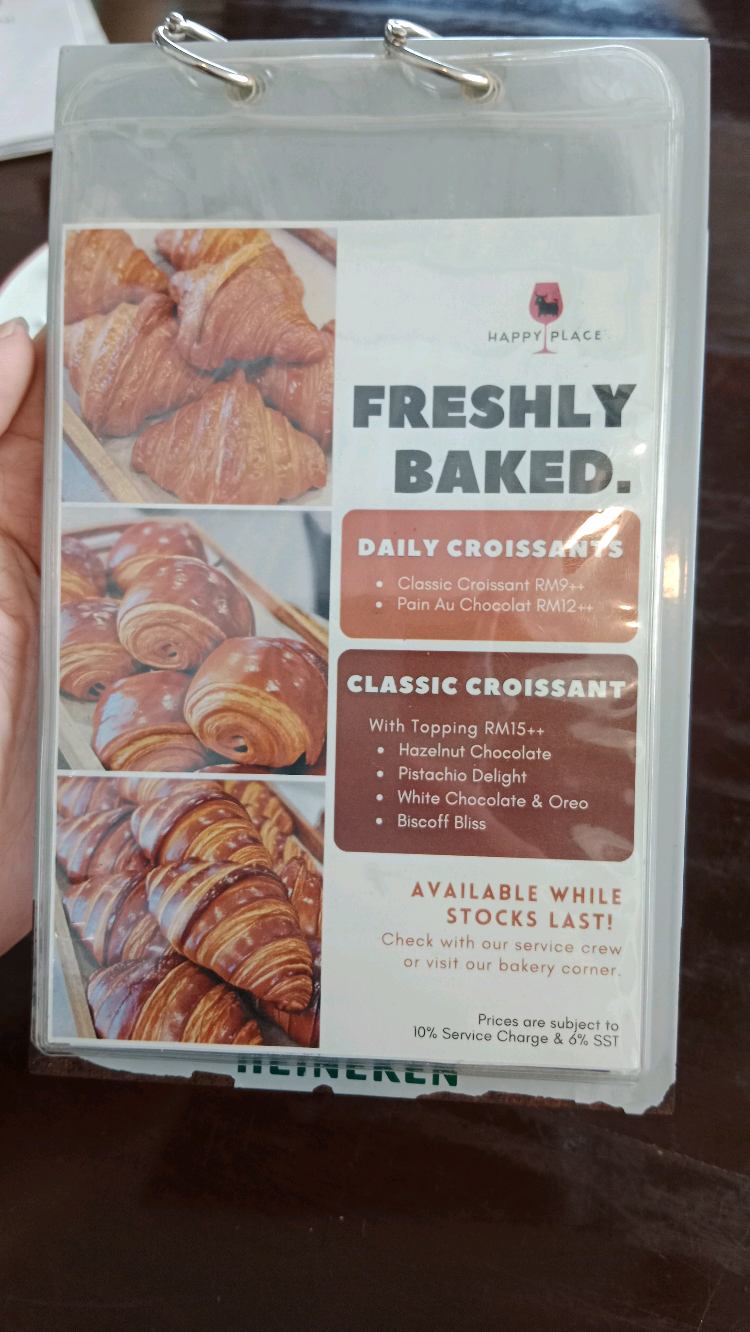 HAPPY PLACE
FRESHLY
BAKED.
DAILY CROISSANTS
• Classic Croissant RM9++
• Pain Au Chocolat RM12++
CLASSIC CROISSANT
With Topping RM15++
• Hazelnut Chocolate
• Pistachio Delight
• White Chocolate & Oreo
• Biscoff Bliss
AVAILABLE WHILE
STOCKS LAST!
Check with our service crew
or visit our bakery corner.
Prices are subject to
10% Service Charge & 6% SST
HEINEKEN